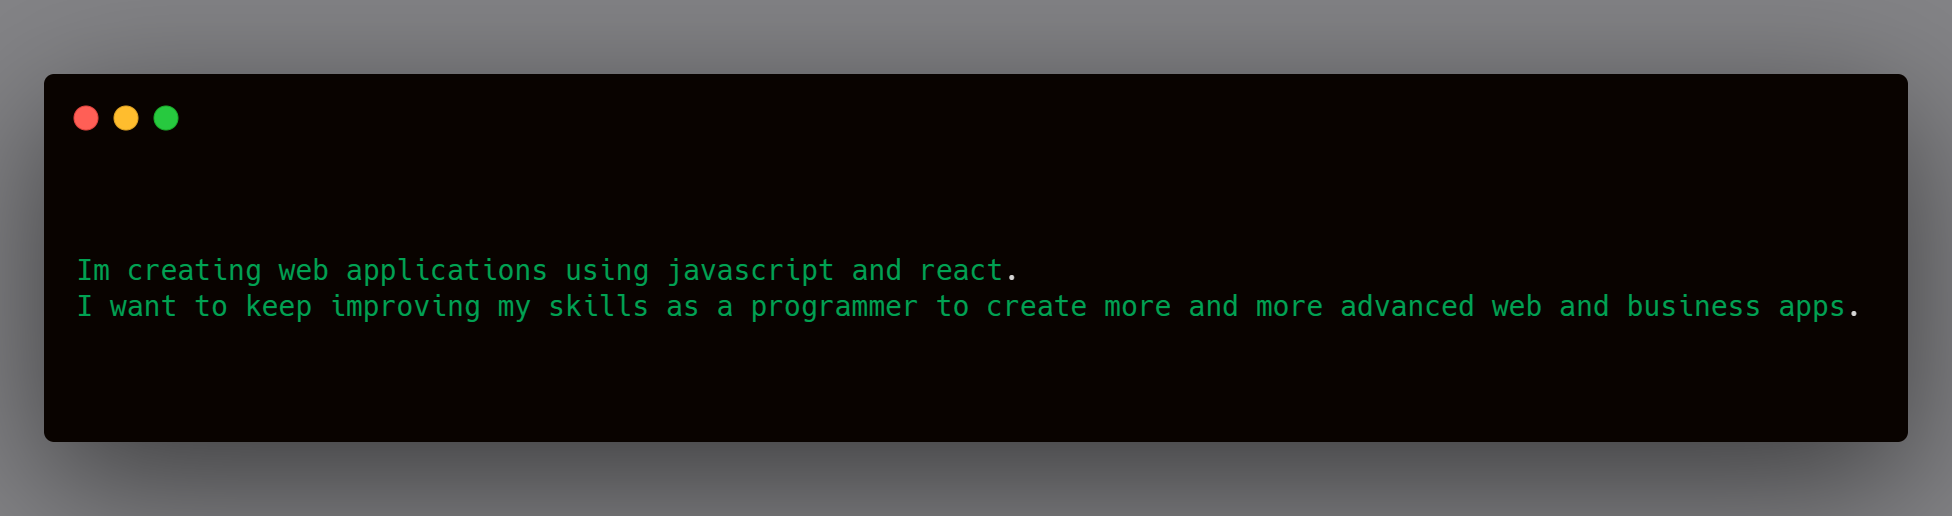 Im creating web applications using javascript and react.
I want to keep improving my skills as a programmer to create more and more advanced web and business apps.